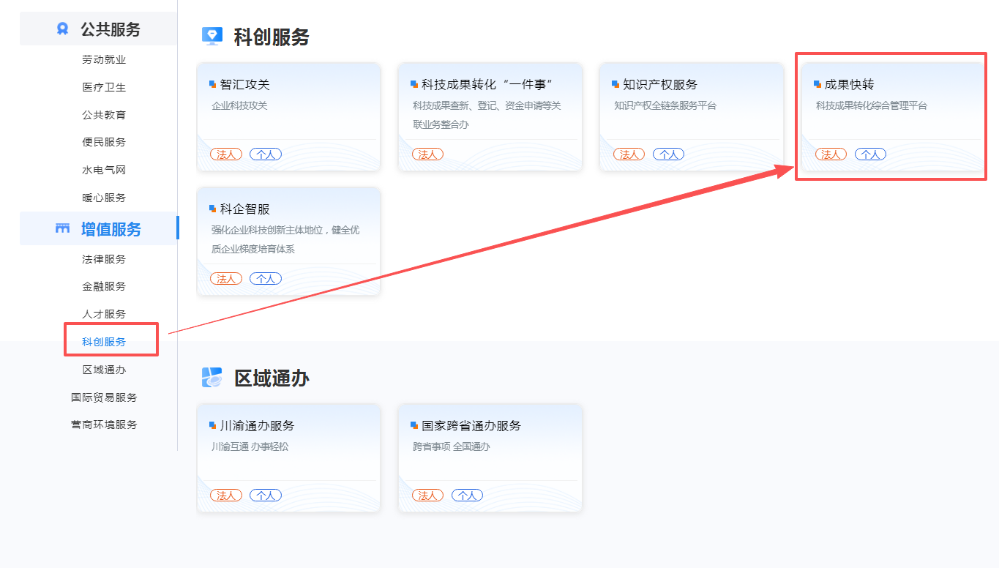 公共服务
劳动就业
医疗卫生
公共教育
便民服务
水电气网
暖心服务
增值服务
法律服务
金融服务
人才服务
科创服务
区域通办
国际贸易服务
营商环境服务
科创服务
智汇攻关
企业科技攻关
法人 个人
科技成果转化“一件事”
科技成果查新、登记、资金申请等关
联业务整合办
法人
知识产权服务
知识产权全链条服务平台
法人 个人
成果快转
科技成果转化综合管理平台
法人 个人
科企智服
强化企业科技创新主体地位，健全优
质企业梯度培育体系
法人 个人
区域通办
川渝通办服务
川渝互通 办事轻松
法人 个人
国家跨省通办服务
跨省事项 全国通办
法人 个人